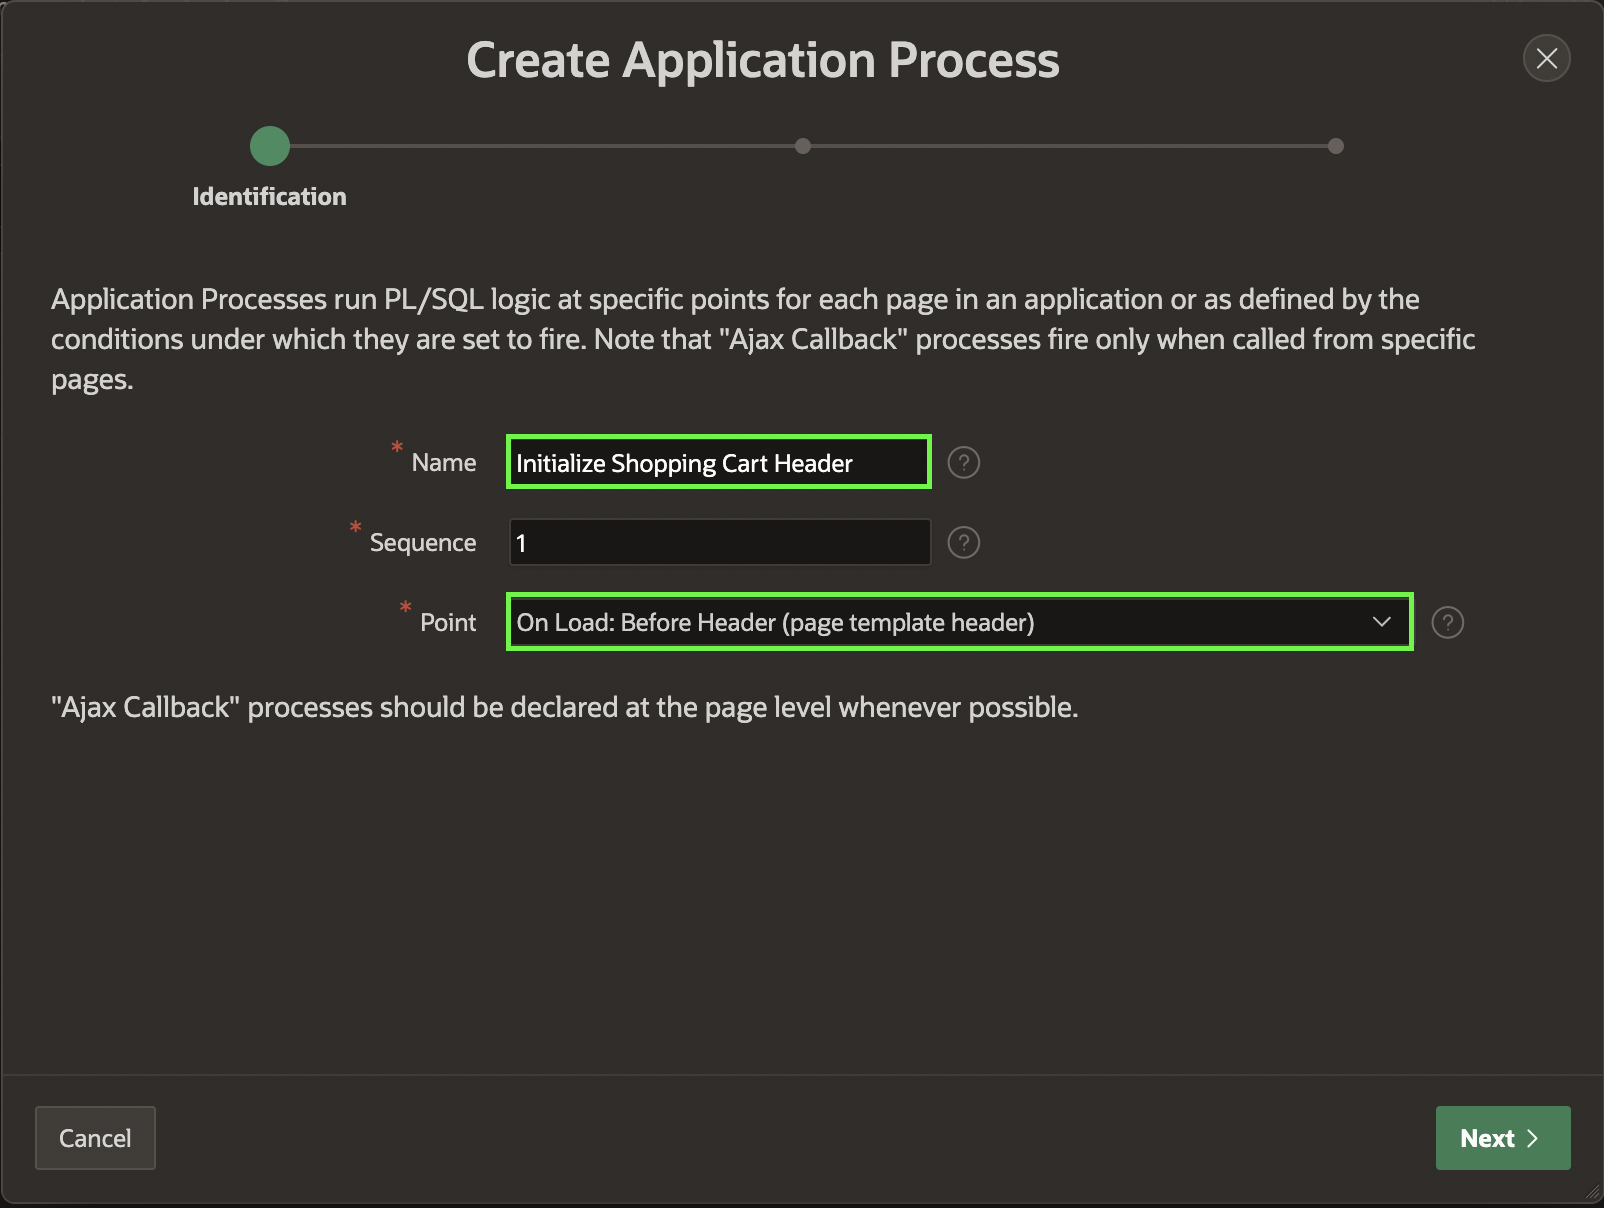 Create Application Process
Identification
Application Processes run PL/SQL logic at specific points for each page in an application or as defined by the
conditions under which they are set to fire. Note that "Ajax Callback" processes fire only when called from specific
pages.
* Name Initialize Shopping Cart Header ?
* Sequence 1 ?
* Point On Load: Before Header (page template header) ?
"Ajax Callback" processes should be declared at the page level whenever possible.
Cancel Next